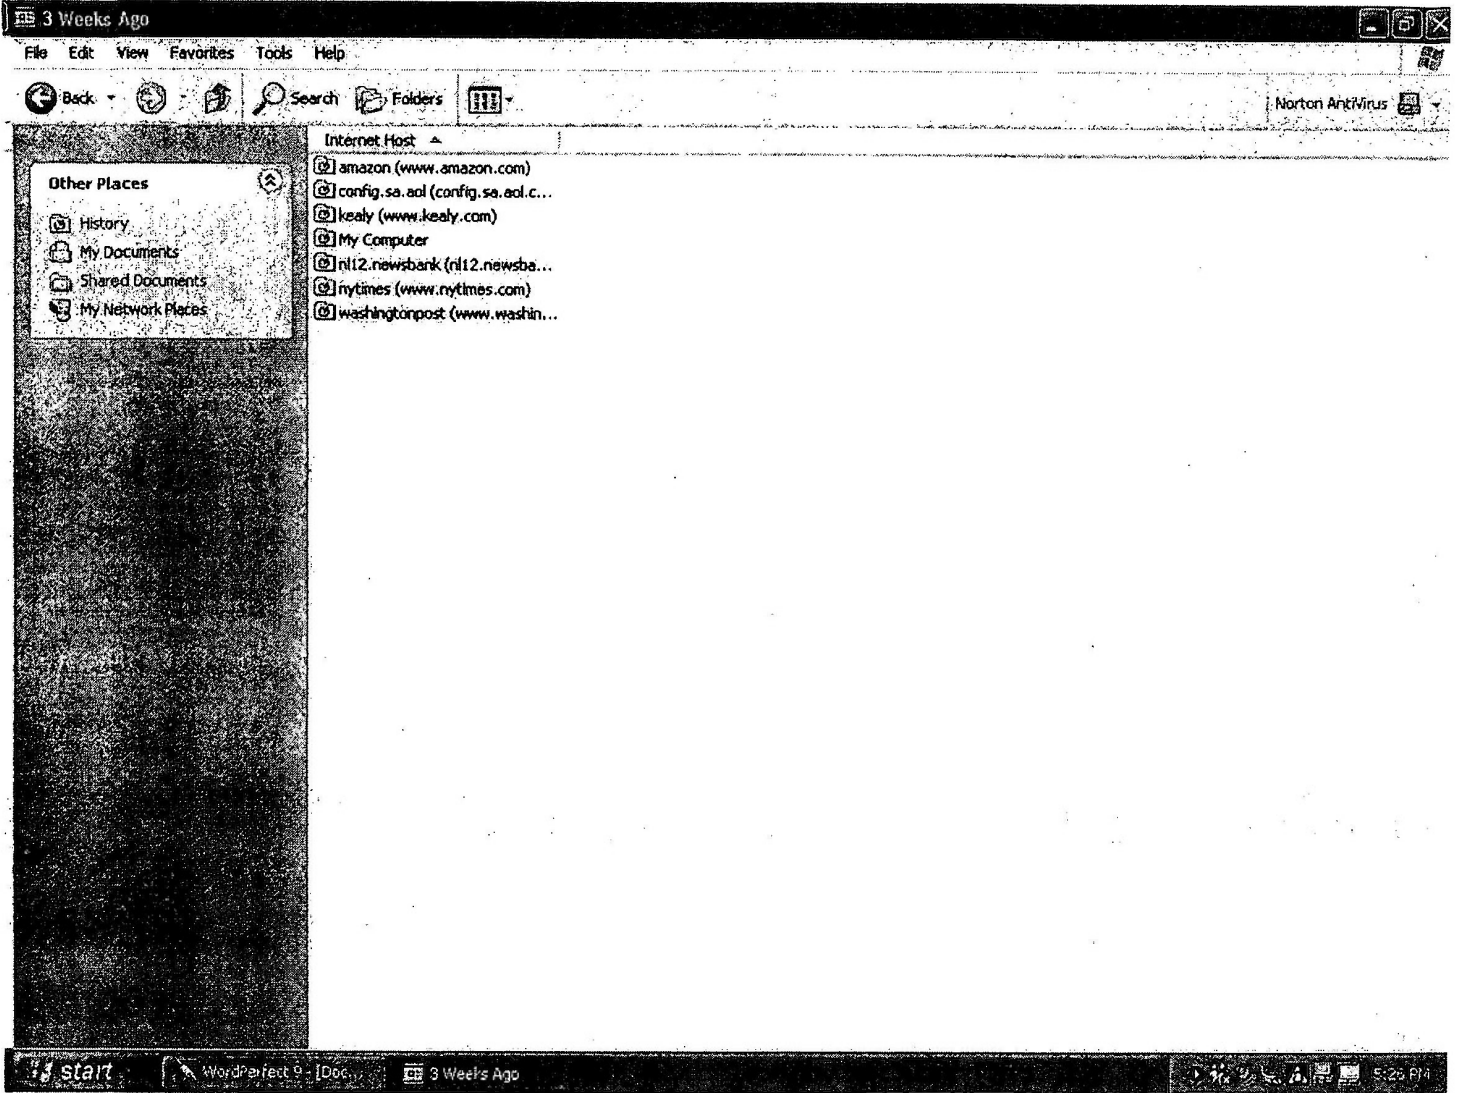 3 Weeks Ago
File Edit View Favorites Tools Help
Back Search Folders
Norton AntiVirus
Internet Host
Other Places
History
My Documents
Shared Documents
My Network Places
amazon (www.amazon.com)
config.sa.aol (config.sa.aol.c...
kealy (www.kealy.com)
My Computer
nl12.newsbank (nl12.newsba...
nytimes (www.nytimes.com)
washingtonpost (www.washin...
start WordPerfect 9 - [Doc... 3 Weeks Ago 5:26 PM